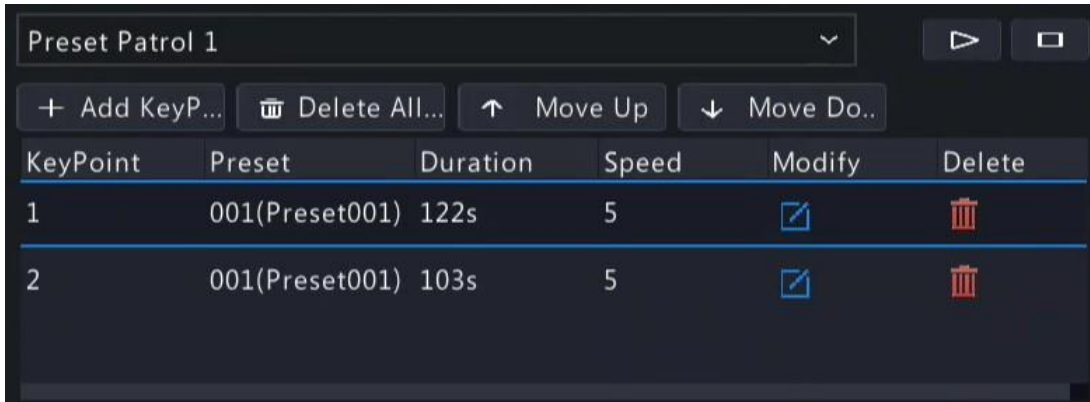 Preset Patrol 1
+ Add KeyP... Delete All... Move Up Move Do..
KeyPoint Preset Duration Speed Modify Delete
1 001(Preset001) 122s 5
2 001(Preset001) 103s 5